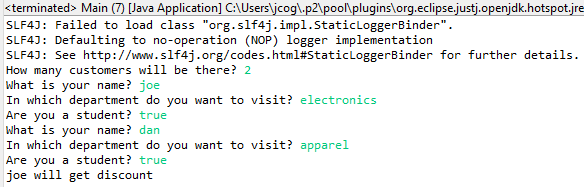 <terminated> Main (7) [Java Application] C:\Users\jcog\.p2\pool\plugins\org.eclipse.justj.openjdk.hotspot.jre
SLF4J: Failed to load class "org.slf4j.impl.StaticLoggerBinder".
SLF4J: Defaulting to no-operation (NOP) logger implementation
SLF4J: See http://www.slf4j.org/codes.html#StaticLoggerBinder for further details.
How many customers will be there? 2
What is your name? joe
In which department do you want to visit? electronics
Are you a student? true
What is your name? dan
In which department do you want to visit? apparel
Are you a student? true
joe will get discount